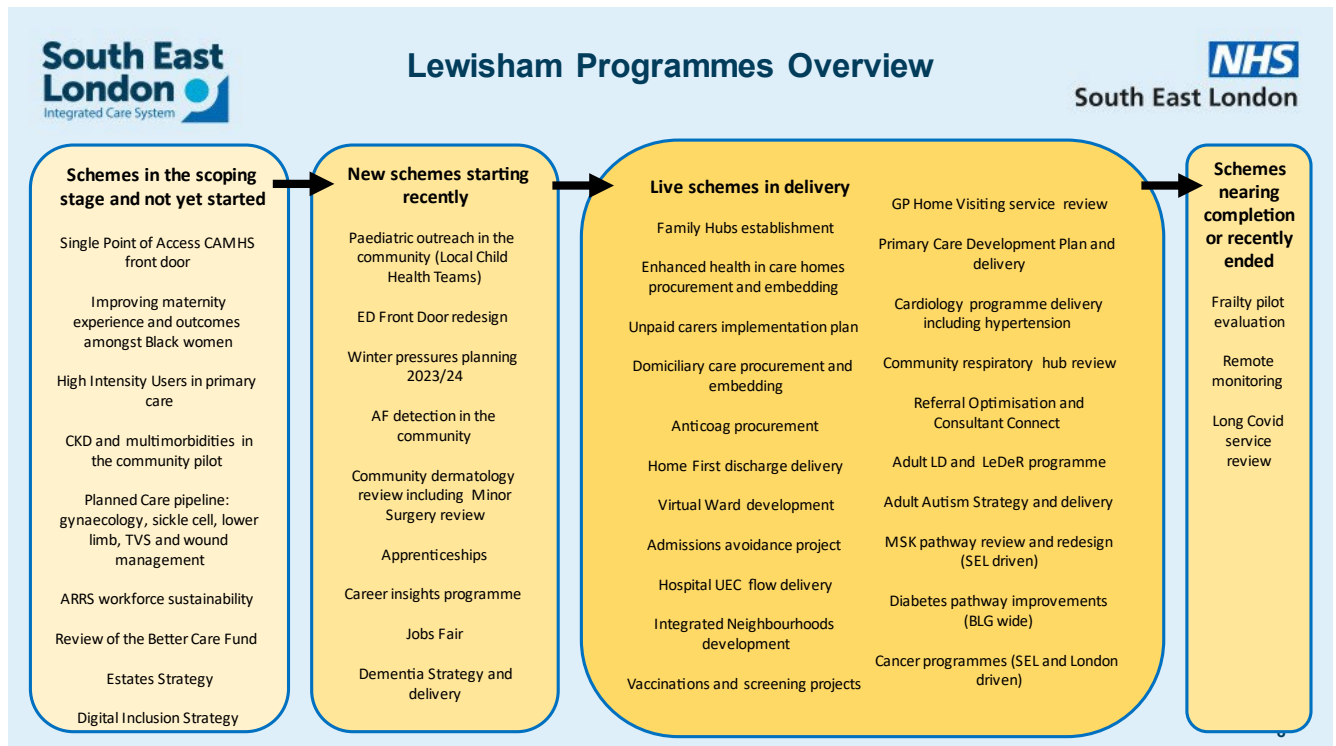 South East
London
Integrated Care System
Lewisham Programmes Overview
NHS
South East London
Schemes in the scoping
stage and not yet started
Single Point of Access CAMHS
front door
Improving maternity
experience and outcomes
amongst Black women
High Intensity Users in primary
care
CKD and multimorbidities in
the community pilot
Planned Care pipeline:
gynaecology, sickle cell, lower
limb, TVS and wound
management
ARRS workforce sustainability
Review of the Better Care Fund
Estates Strategy
Digital Inclusion Strategy
New schemes starting
recently
Paediatric outreach in the
community (Local Child
Health Teams)
ED Front Door redesign
Winter pressures planning
2023/24
AF detection in the
community
Community dermatology
review including Minor
Surgery review
Apprenticeships
Career insights programme
Jobs Fair
Dementia Strategy and
delivery
Live schemes in delivery
Family Hubs establishment
Enhanced health in care homes
procurement and embedding
Unpaid carers implementation plan
Domiciliary care procurement and
embedding
Anticoag procurement
Home First discharge delivery
Virtual Ward development
Admissions avoidance project
Hospital UEC flow delivery
Integrated Neighbourhoods
development
Vaccinations and screening projects
GP Home Visiting service review
Primary Care Development Plan and
delivery
Cardiology programme delivery
including hypertension
Community respiratory hub review
Referral Optimisation and
Consultant Connect
Adult LD and LeDeR programme
Adult Autism Strategy and delivery
MSK pathway review and redesign
(SEL driven)
Diabetes pathway improvements
(BLG wide)
Cancer programmes (SEL and London
driven)
Schemes
nearing
completion
or recently
ended
Frailty pilot
evaluation
Remote
monitoring
Long Covid
service
review